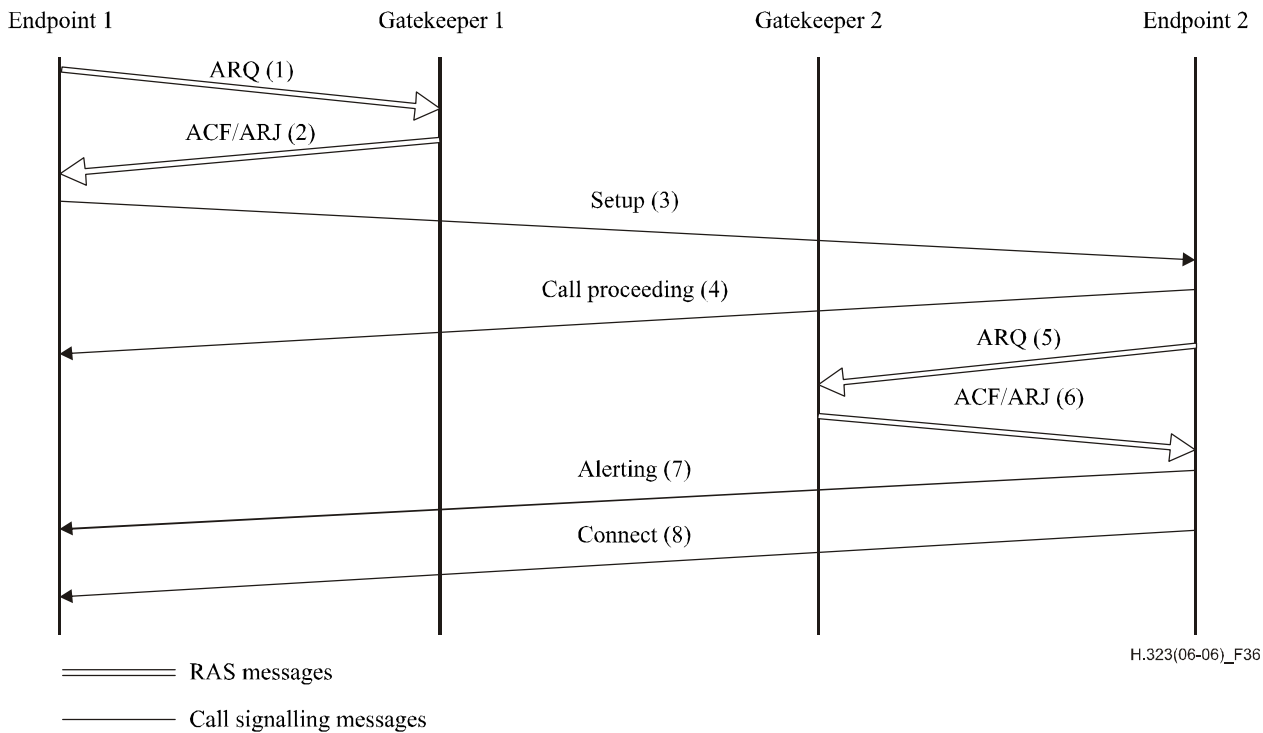 Endpoint 1
Gatekeeper 1
Gatekeeper 2
Endpoint 2
ARQ (1)
ACF/ARJ (2)
Setup (3)
Call proceeding (4)
ARQ (5)
ACF/ARJ (6)
Alerting (7)
Connect (8)
H.323(06-06)_F36
RAS messages
Call signalling messages